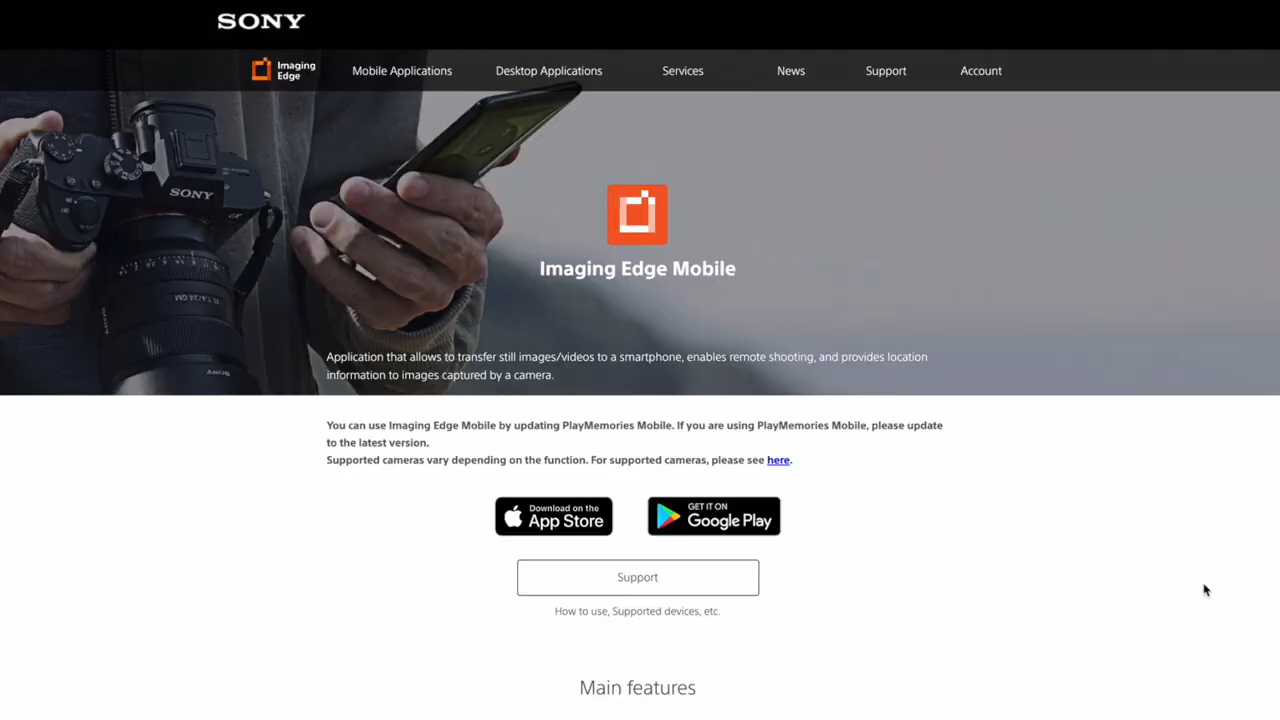 SONY
Imaging
Edge
Mobile Applications
Desktop Applications
Services
News
Support
Account
SONY
Imaging Edge Mobile
Application that allows to transfer still images/videos to a smartphone, enables remote shooting, and provides location
information to images captured by a camera.
You can use Imaging Edge Mobile by updating PlayMemories Mobile. If you are using PlayMemories Mobile, please update
to the latest version.
Supported cameras vary depending on the function. For supported cameras, please see here.
Download on the
App Store
GET IT ON
Google Play
Support
How to use, Supported devices, etc.
Main features